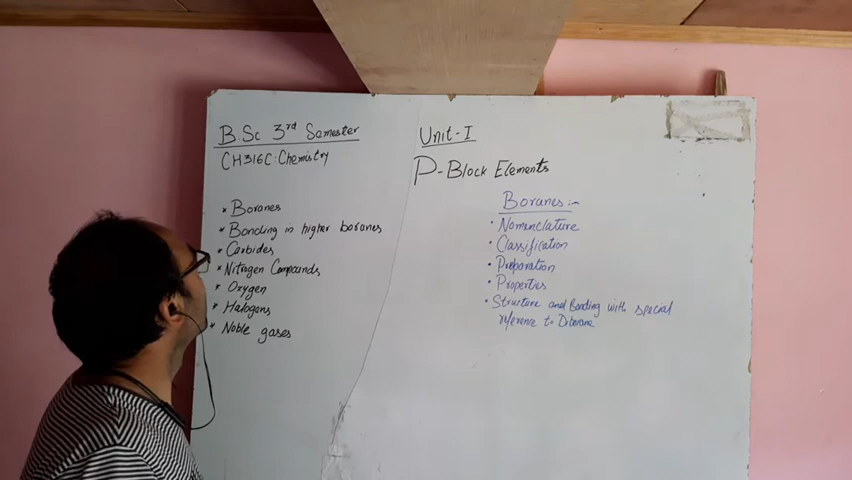 B.Sc 3rd Semester
CH316C: Chemistry
* Boranes
* Bonding in higher boranes
* Carbides
* Nitrogen Compounds
* Oxygen
* Halogens
* Noble gases
Unit-I
P-Block Elements
Boranes:-
• Nomenclature
• Classification
• Preparation
• Properties
• Structure and Bonding with special
reference to Diborane